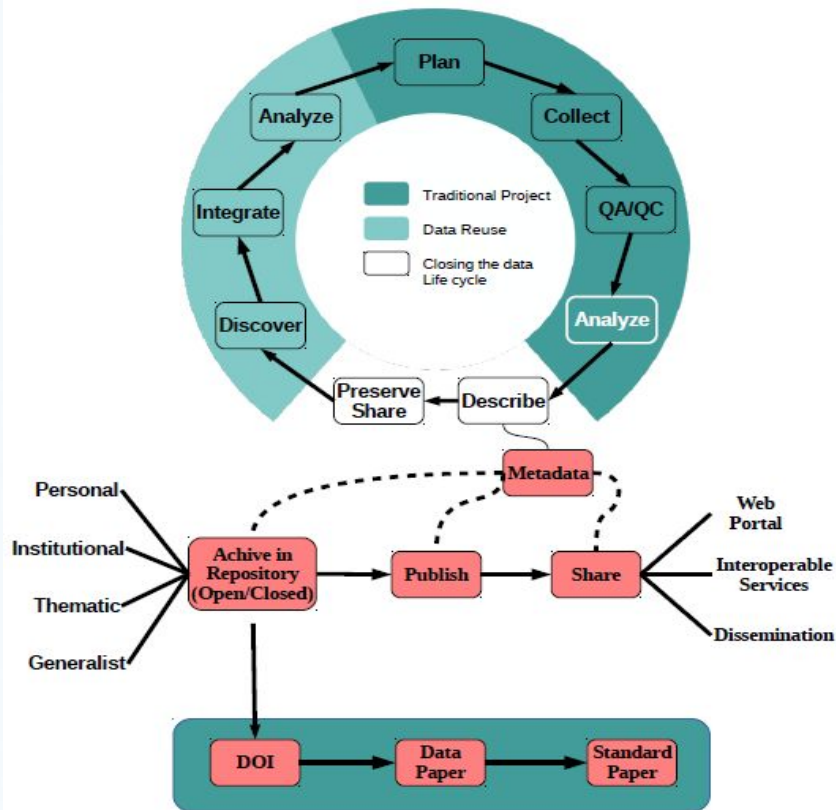 Plan
Analyze
Collect
Integrate
Traditional Project
QA/QC
Data Reuse
Closing the data
Life cycle
Discover
Analyze
Preserve
Share
Describe
Metadata
Personal
Institutional
Thematic
Generalist
Achive in
Repository
(Open/Closed)
Publish
Share
Web
Portal
Interoperable
Services
Dissemination
DOI
Data
Paper
Standard
Paper